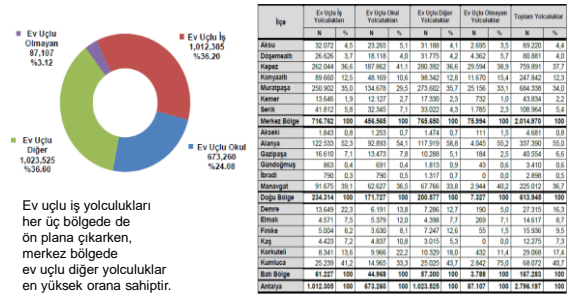 Ev Uçlu
Olmayan
87,107
%3.12
Ev Uçlu İş
1,012,305
%36.20
Ev Uçlu
Diğer
1,023,525
%36.60
Ev Uçlu Okul
673,260
%24.08
Ev uçlu iş yolculukları
her üç bölgede de
ön plana çıkarken,
merkez bölgede
ev uçlu diğer yolculuklar
en yüksek orana sahiptir.
İlçe Ev Uçlu İş Yolculukları Ev Uçlu Okul Yolculukları Ev Uçlu Diğer Yolculukları Ev Uçlu Olmayan Yolculukları Toplam Yolculuklar
N % N % N % N % N %
Aksu 32.072 4,5 23.265 5,1 31.188 4,1 2.695 3,5 89.220 4,4
Döşemealtı 26.626 3,7 18.118 4,0 31.775 4,2 4.362 5,7 80.881 4,0
Kepez 262.044 36,6 187.862 41,1 280.392 36,6 29.594 38,9 759.891 37,7
Konyaaltı 89.660 12,5 48.169 10,6 98.342 12,8 11.670 15,4 247.842 12,3
Muratpaşa 250.902 35,0 134.678 29,5 273.602 35,7 25.156 33,1 684.338 34,0
Kemer 13.646 1,9 12.127 2,7 17.330 2,3 732 1,0 43.834 2,2
Serik 41.812 5,8 32.345 7,1 33.022 4,3 1.785 2,3 108.964 5,4
Merkez Bölge 716.762 100 456.565 100 765.650 100 75.994 100 2.014.970 100
Akseki 1.843 0,8 1.253 0,7 1.474 0,7 111 1,5 4.681 0,8
Alanya 122.533 52,3 92.893 54,1 117.919 58,8 4.045 55,2 337.390 55,0
Gazipaşa 16.610 7,1 13.473 7,8 10.288 5,1 184 2,5 40.554 6,6
Gündoğmuş 863 0,4 691 0,4 1.813 0,9 43 0,6 3.410 0,6
İbradi 790 0,3 790 0,5 1.317 0,7 0 0,0 2.898 0,5
Manavgat 91.675 39,1 62.627 36,5 67.766 33,8 2.944 40,2 225.012 36,7
Doğu Bölge 234.314 100 171.727 100 200.577 100 7.327 100 613.945 100
Demre 13.649 22,3 6.191 13,8 7.286 12,7 190 5,0 27.315 16,3
Elmalı 4.571 7,5 5.379 12,0 4.398 7,7 269 7,1 14.617 8,7
Finike 5.004 8,2 3.630 8,1 7.247 12,6 55 1,5 15.936 9,5
Kaş 4.423 7,2 4.837 10,8 3.015 5,3 0 0,0 12.275 7,3
Korkuteli 8.341 13,6 9.966 22,2 10.329 18,0 432 11,4 29.068 17,4
Kumluca 25.239 41,2 14.965 33,3 25.025 43,7 2.842 75,0 68.072 40,7
Batı Bölge 61.227 100 44.968 100 57.300 100 3.788 100 167.283 100
Antalya 1.012.305 100 673.260 100 1.023.525 100 87.107 100 2.796.197 100